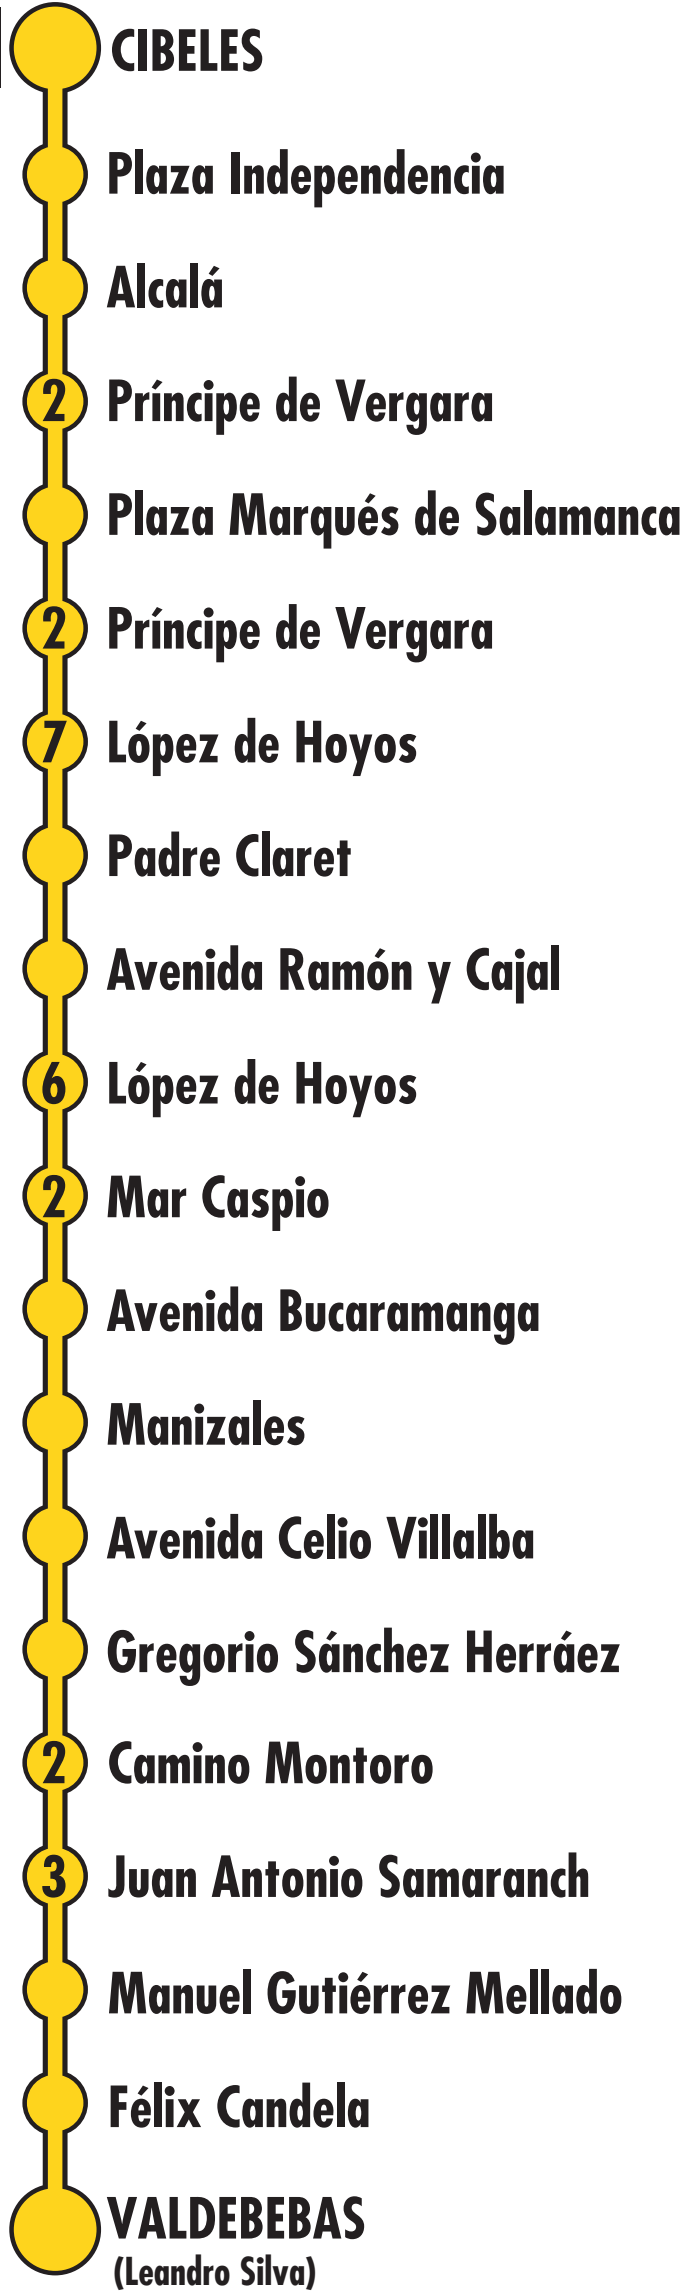 CIBELES
Plaza Independencia
Alcalá
2 Príncipe de Vergara
Plaza Marqués de Salamanca
2 Príncipe de Vergara
7 López de Hoyos
Padre Claret
Avenida Ramón y Cajal
6 López de Hoyos
2 Mar Caspio
Avenida Bucaramanga
Manizales
Avenida Celio Villalba
Gregorio Sánchez Herráez
2 Camino Montoro
3 Juan Antonio Samaranch
Manuel Gutiérrez Mellado
Félix Candela
VALDEBEBAS
(Leandro Silva)